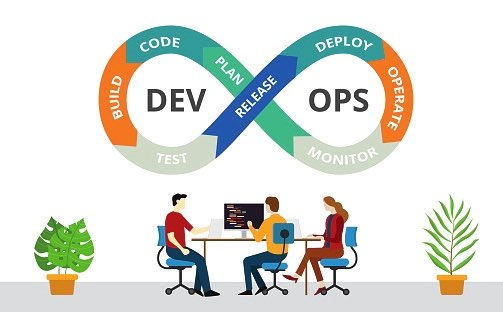 CODE
PLAN
BUILD
TEST
DEV
RELEASE
DEPLOY
OPERATE
MONITOR
OPS